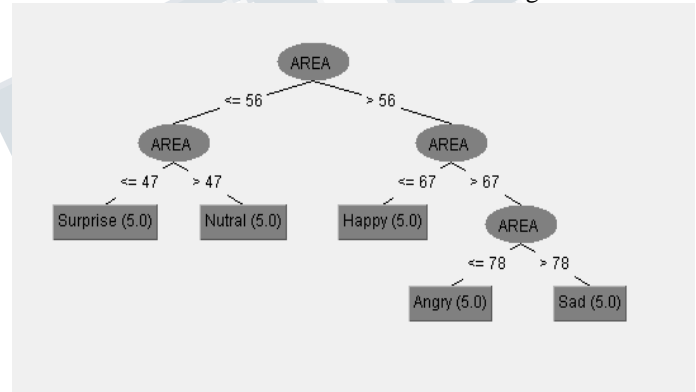 AREA
<= 56
> 56
AREA
AREA
<= 47
> 47
<= 67
> 67
Surprise (5.0)
Nutral (5.0)
Happy (5.0)
AREA
<= 78
> 78
Angry (5.0)
Sad (5.0)